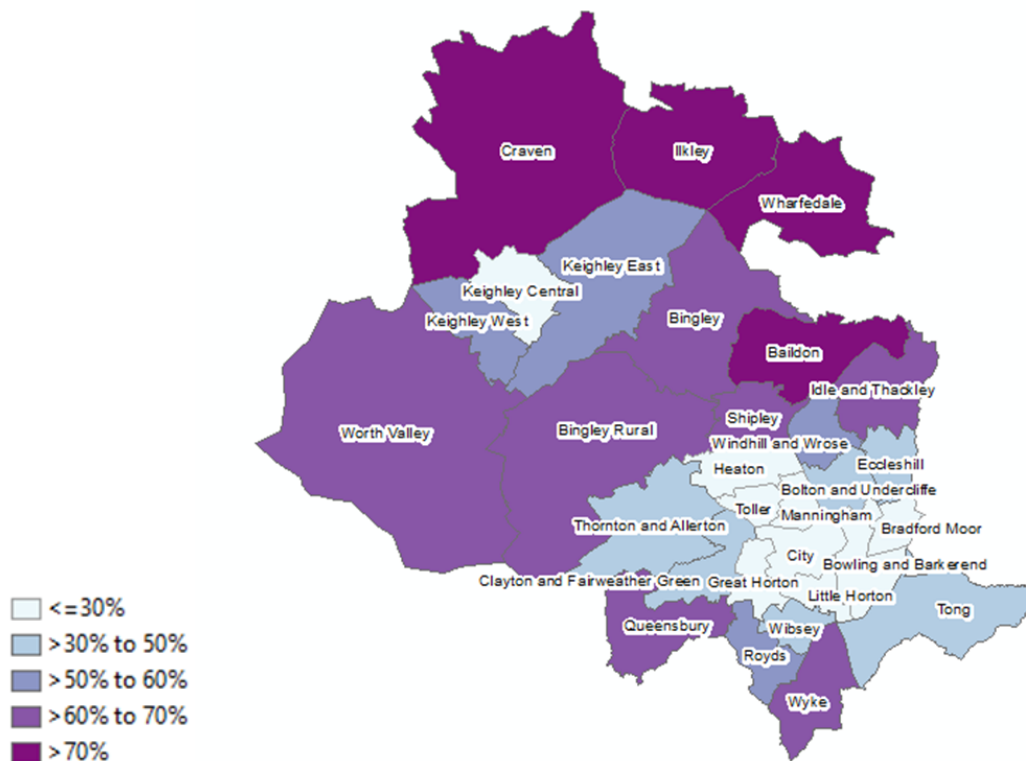 Craven
Ilkley
Wharfedale
Keighley East
Keighley Central
Keighley West
Bingley
Baildon
Idle and Thackley
Shipley
Worth Valley
Bingley Rural
Windhill and Wrose
Heaton
Eccleshill
Bolton and Undercliffe
Toller
Manningham
Thornton and Allerton
Bradford Moor
City
Bowling and Barkerend
Clayton and Fairweather Green
Great Horton
Little Horton
Tong
Queensbury
Wibsey
Royds
Wyke
<=30%
>30% to 50%
>50% to 60%
>60% to 70%
>70%